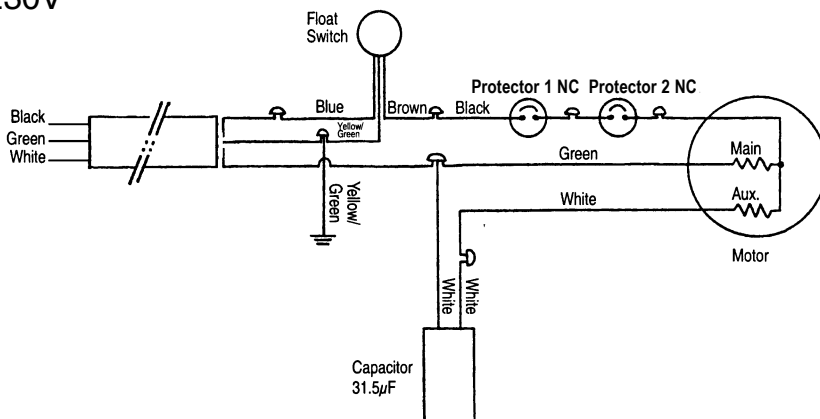 Float
Switch
Protector 1 NC
Protector 2 NC
Black
Blue
Brown
Black
Yellow/
Green
Green
White
Green
Main
Yellow/
Green
White
Aux.
Motor
White
White
Capacitor
31.5µF